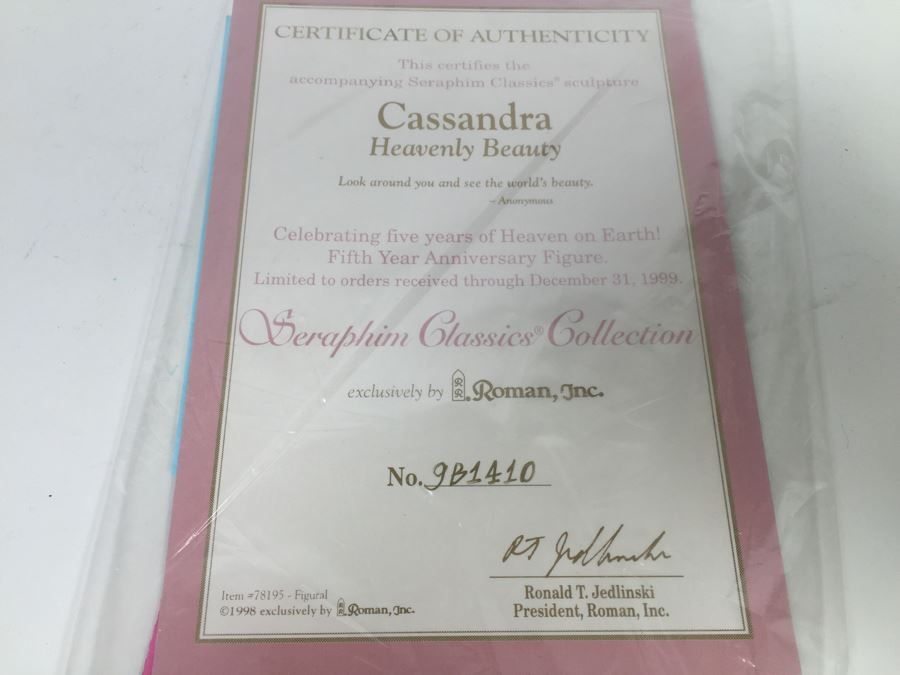 CERTIFICATE OF AUTHENTICITY
This certifies the
accompanying Seraphim Classics® sculpture
Cassandra
Heavenly Beauty
Look around you and see the world's beauty.
~ Anonymous
Celebrating five years of Heaven on Earth!
Fifth Year Anniversary Figure.
Limited to orders received through December 31, 1999.
Seraphim Classics® Collection
exclusively by Roman, Inc.
No. 9B1410
RT Jedlinski
Ronald T. Jedlinski
President, Roman, Inc.
Item #78195 - Figural
©1998 exclusively by Roman, Inc.